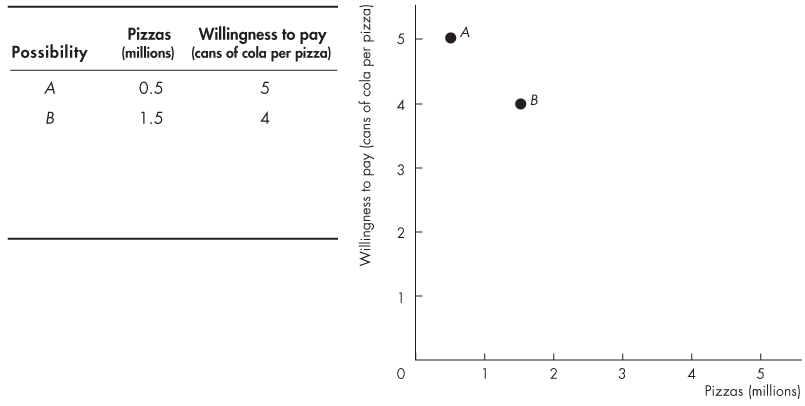 Possibility
Pizzas
(millions)
Willingness to pay
(cans of cola per pizza)
A 0.5 5
B 1.5 4
Willingness to pay (cans of cola per pizza)
5
4
3
2
1
A
B
0 1 2 3 4 5
Pizzas (millions)